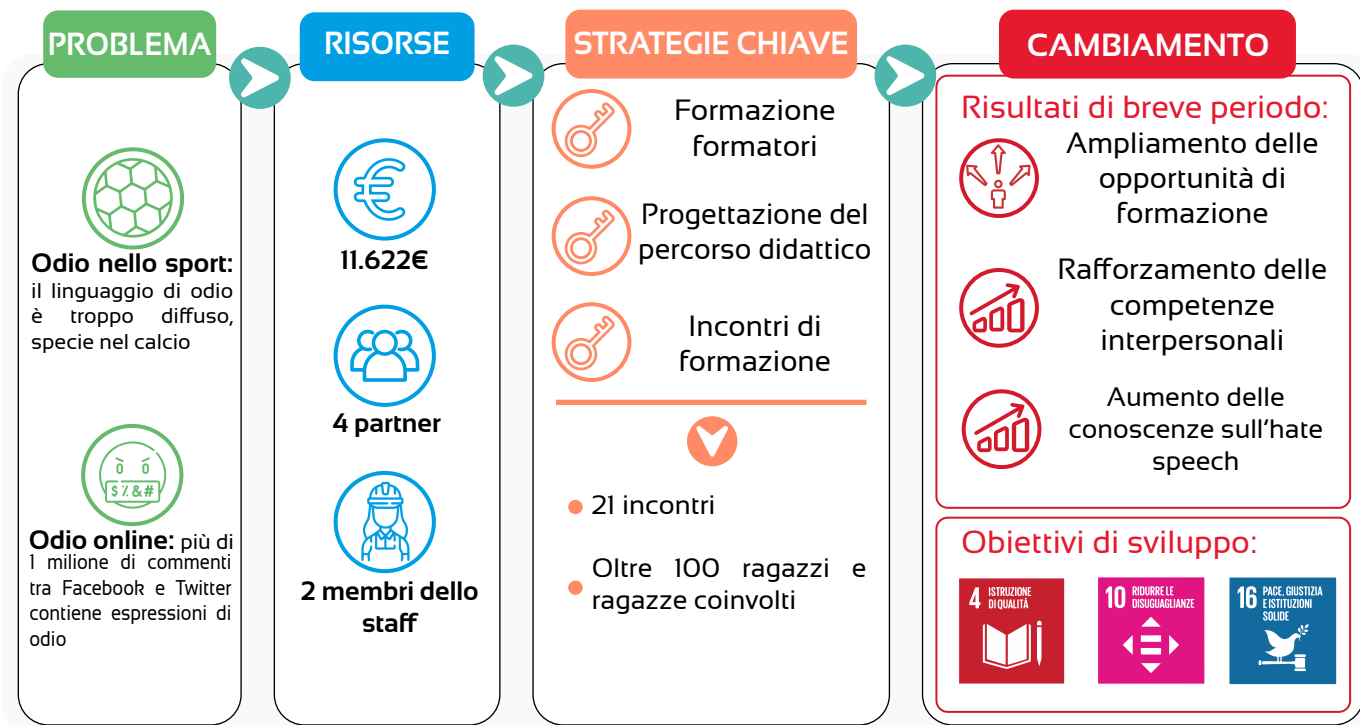 PROBLEMA
Odio nello sport:
il linguaggio di odio
è troppo diffuso,
specie nel calcio
$%&#
Odio online: più di
1 milione di commenti
tra Facebook e Twitter
contiene espressioni di
odio
RISORSE
€
11.622€
4 partner
2 membri dello
staff
STRATEGIE CHIAVE
Formazione
formatori
Progettazione del
percorso didattico
Incontri di
formazione
21 incontri
Oltre 100 ragazzi e
ragazze coinvolti
CAMBIAMENTO
Risultati di breve periodo:
Ampliamento delle
opportunità di
formazione
Rafforzamento delle
competenze
interpersonali
Aumento delle
conoscenze sull'hate
speech
Obiettivi di sviluppo:
4 ISTRUZIONE
DI QUALITÀ
10 RIDURRE LE
DISUGUAGLIANZE
16 PACE, GIUSTIZIA
E ISTITUZIONI
SOLIDE